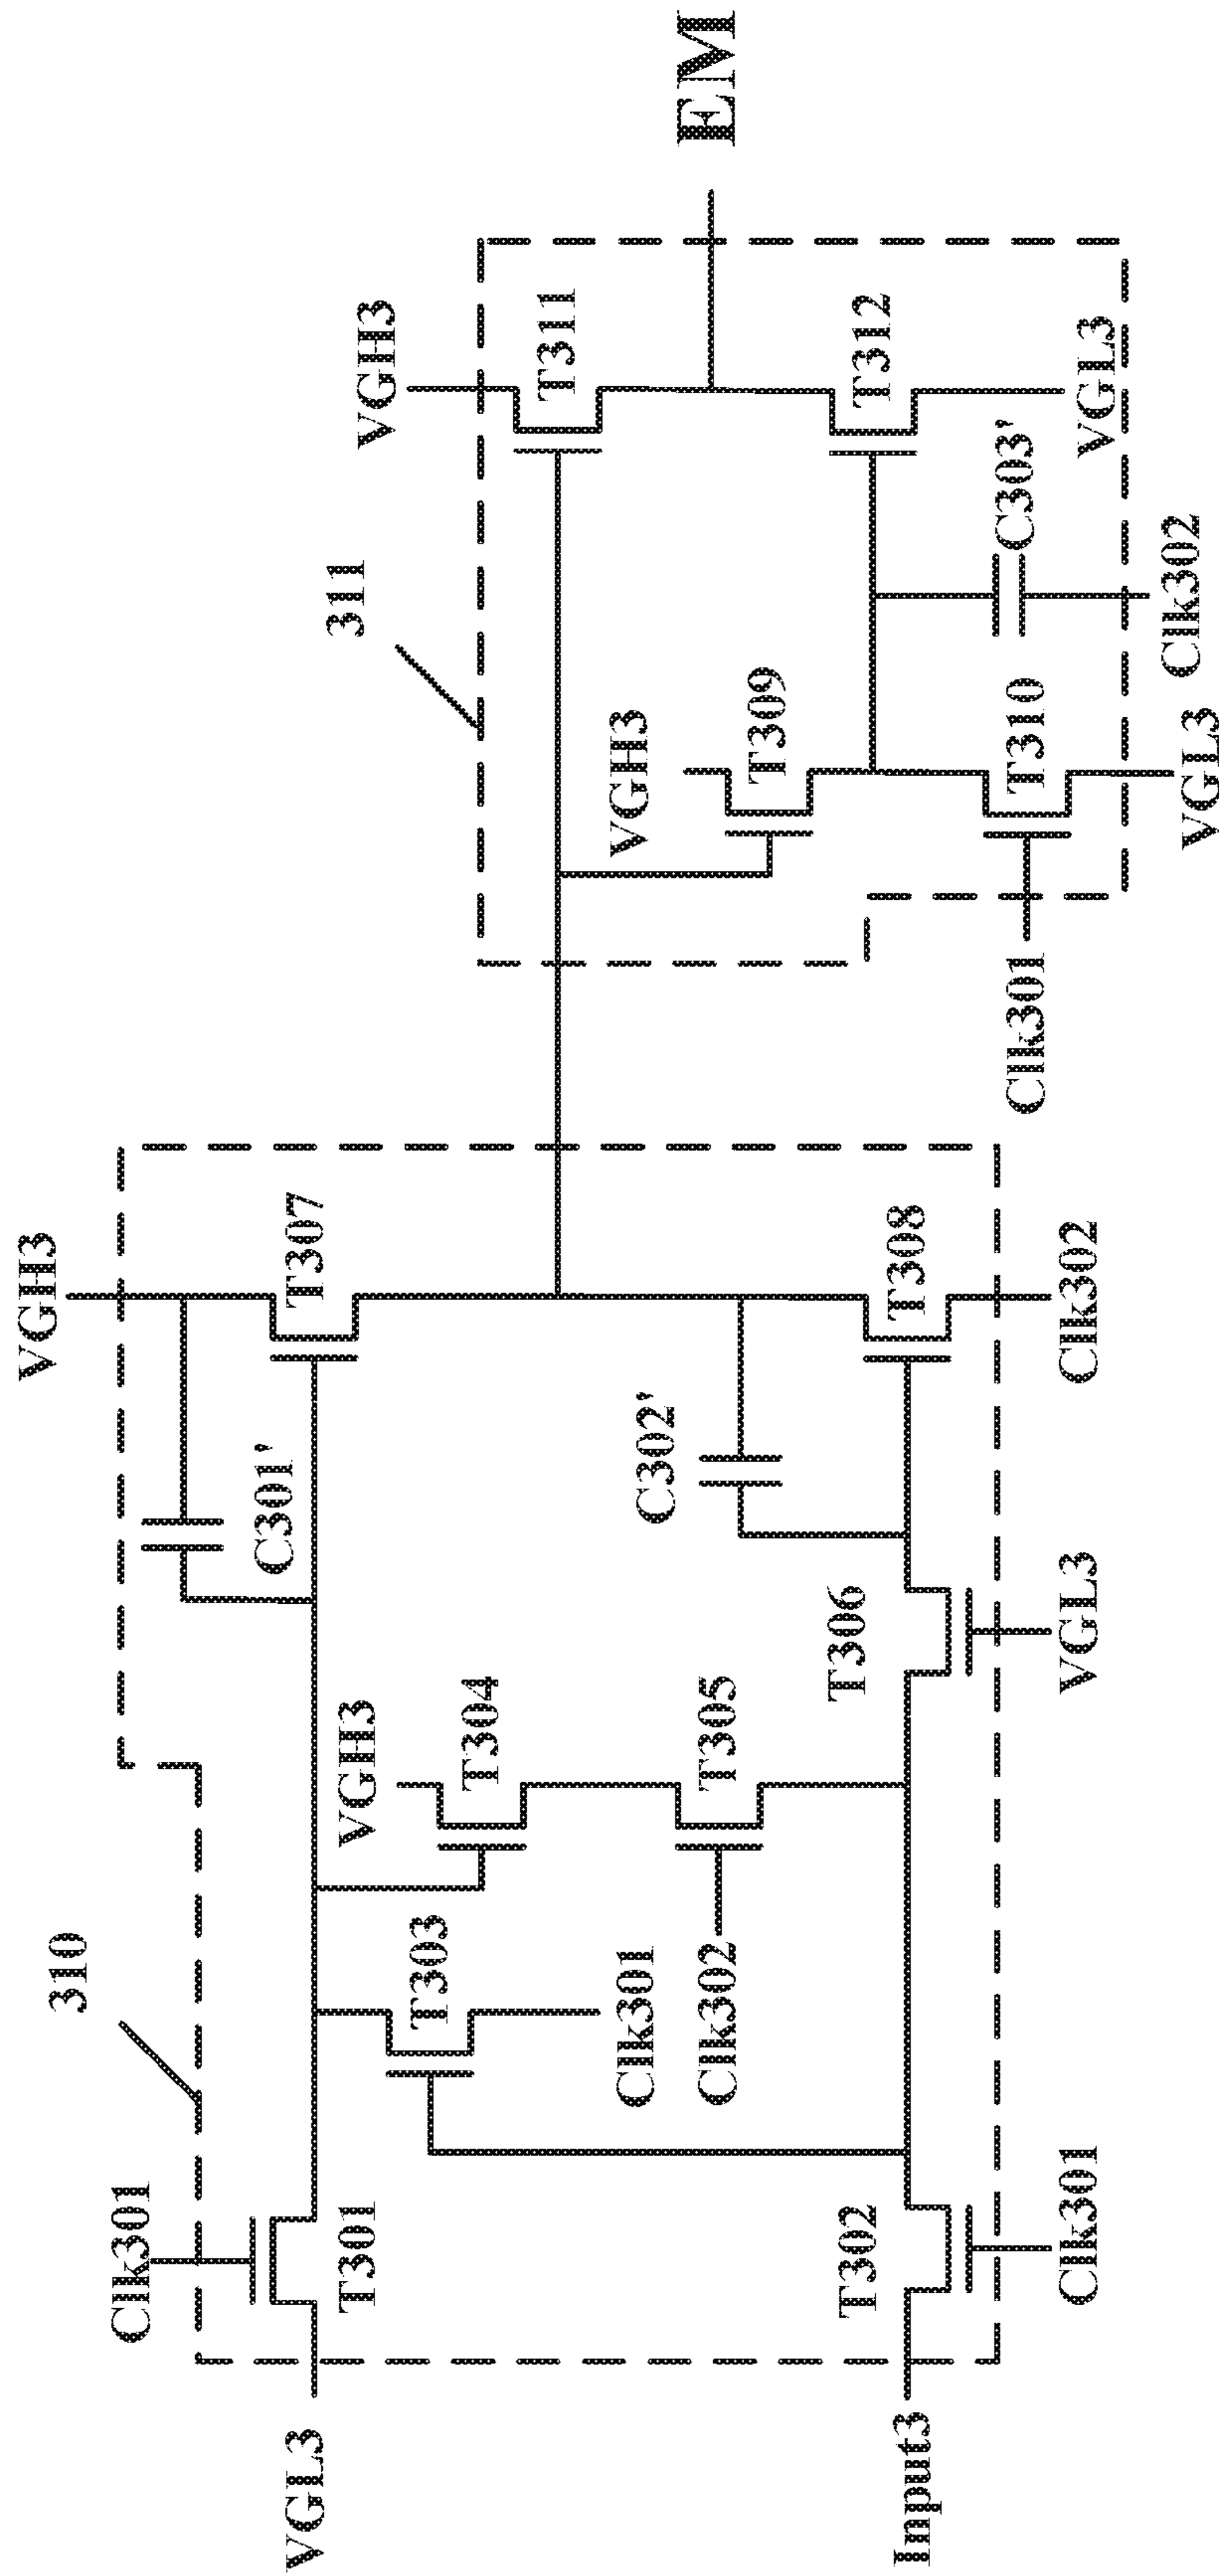 VGL3
Clk301
T301
310
T303
Clk301
VGH3
T304
Clk302
T305
Input3
T302
Clk301
T306
VGL3
C301'
C302'
VGH3
T307
T308
Clk302
311
VGH3
T309
Clk301
T310
VGL3
C303'
Clk302
VGH3
T311
T312
VGL3
EM